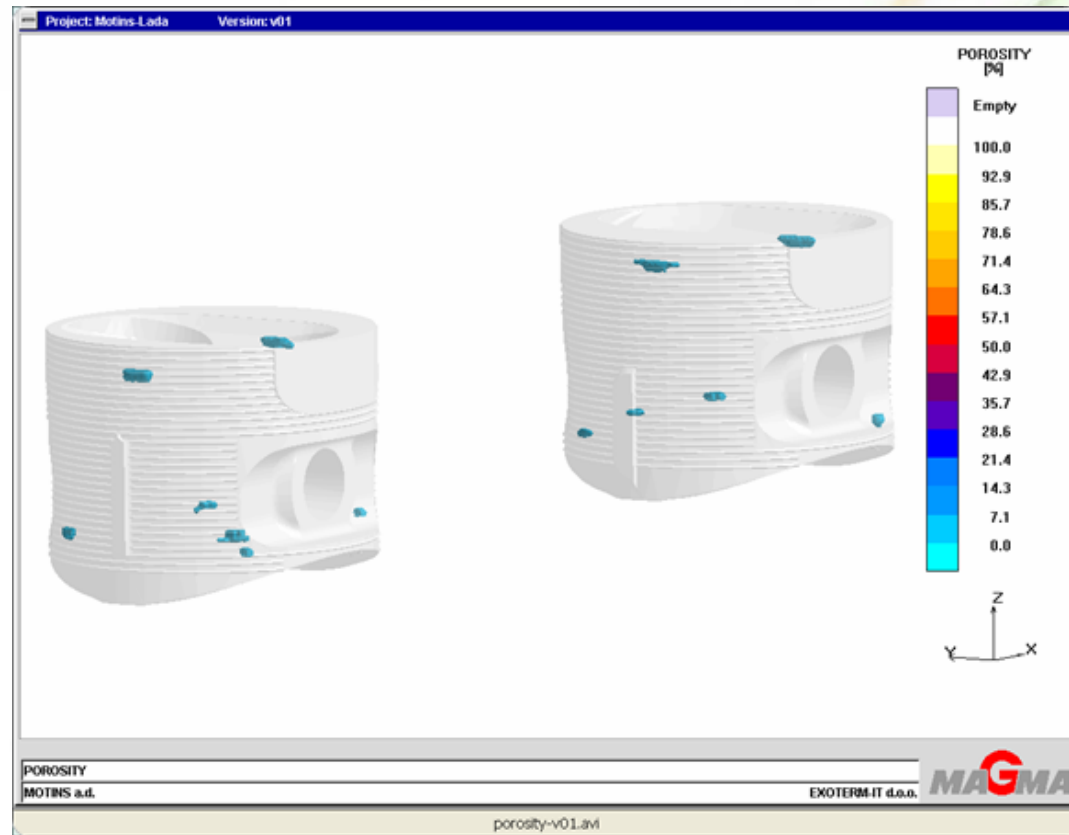 Project: Motins-Lada Version: v01
POROSITY
[%]
Empty
100.0
92.9
85.7
78.6
71.4
64.3
57.1
50.0
42.9
35.7
28.6
21.4
14.3
7.1
0.0
Z
Y X
POROSITY
MOTINS a.d. EXOTERM-IT d.o.o.
MAGMA
porosity-v01.avi